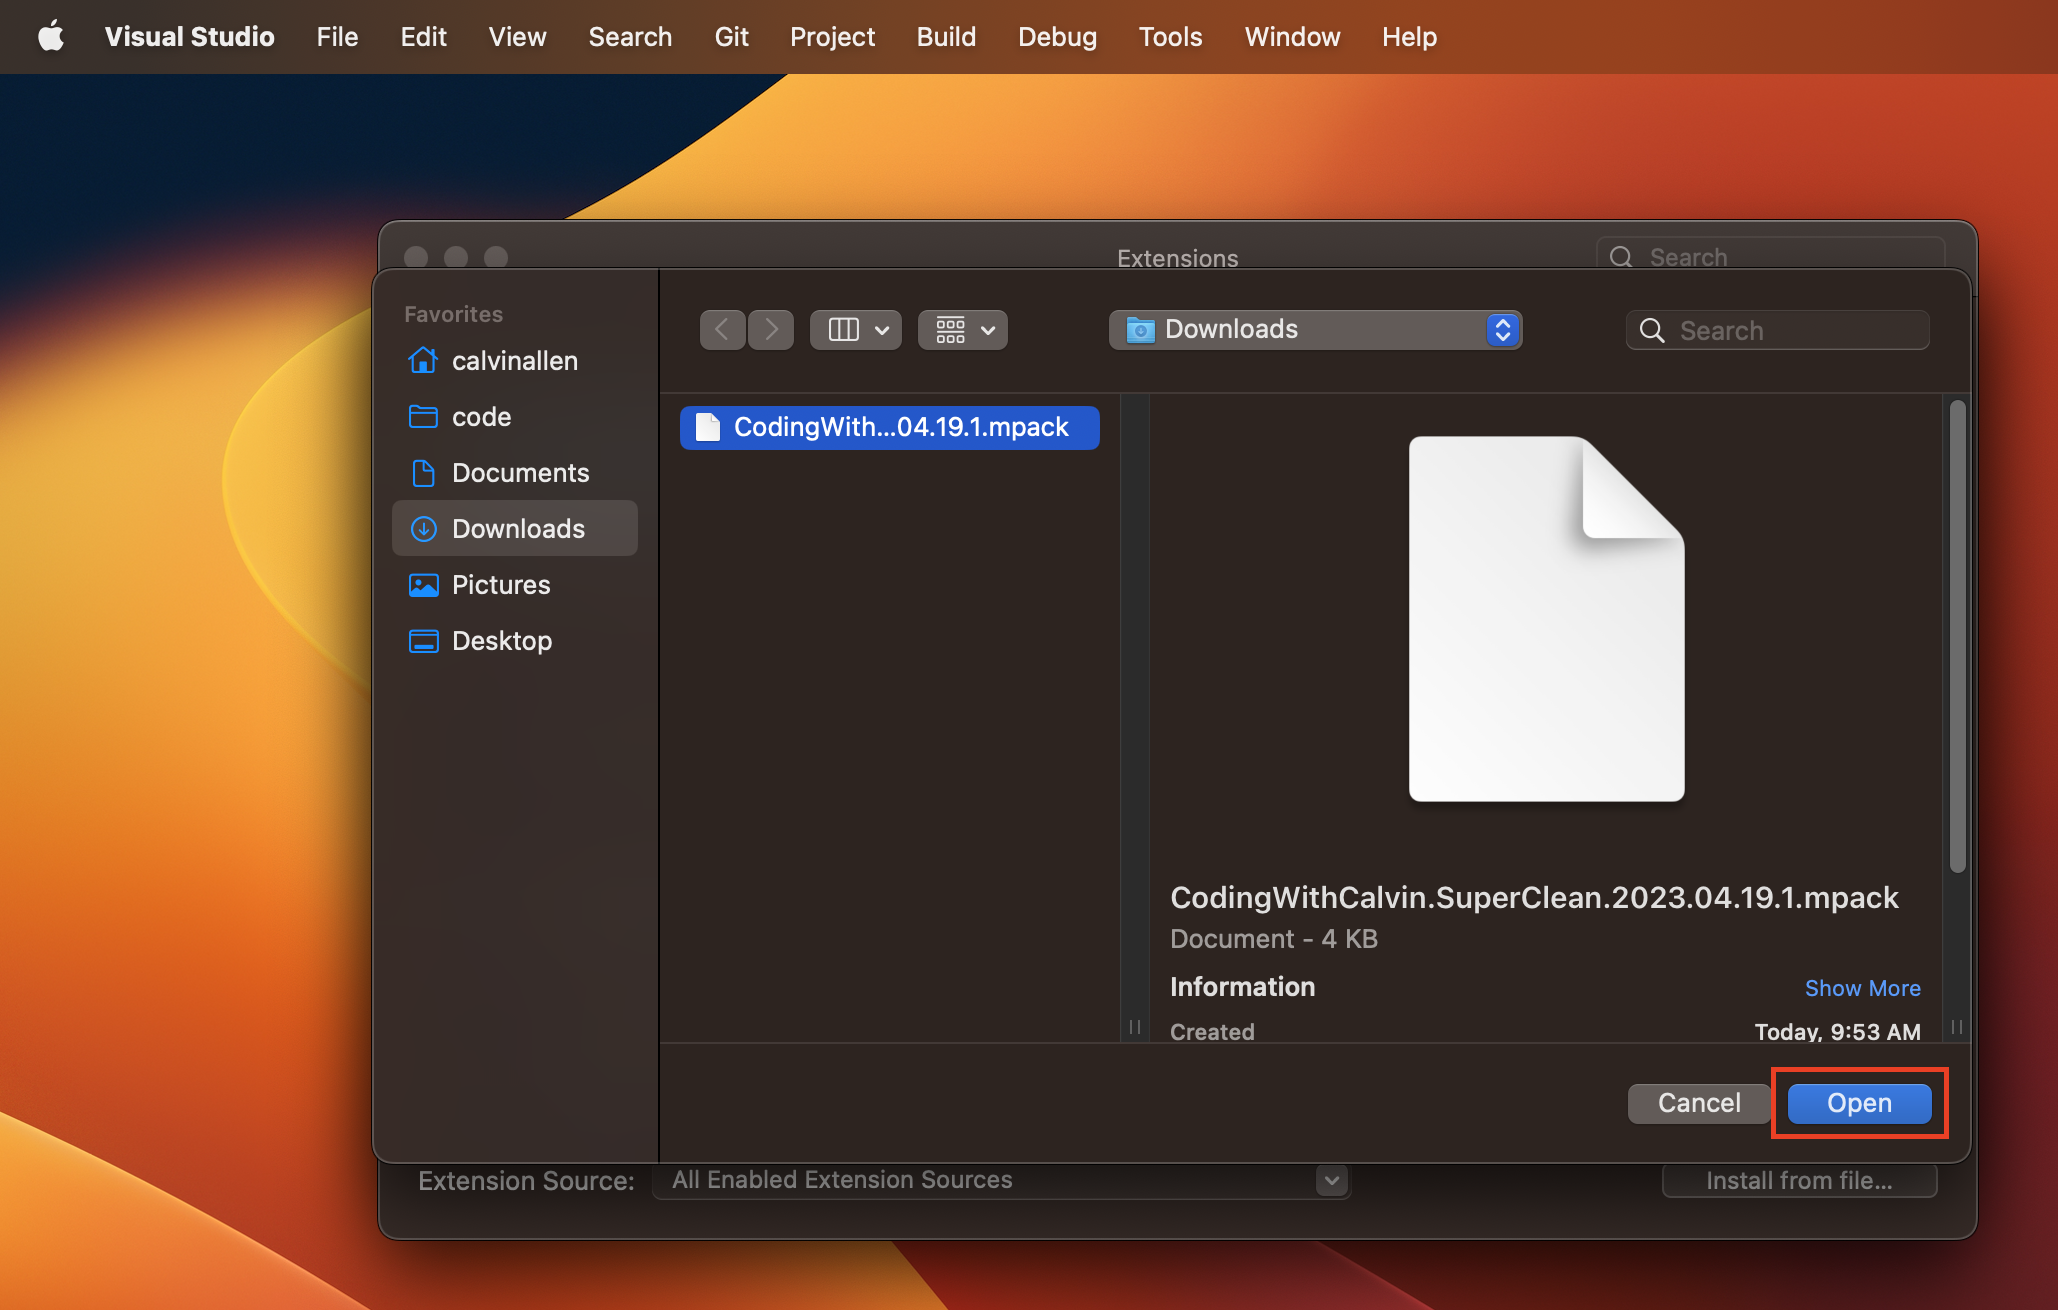 Visual Studio File Edit View Search Git Project Build Debug Tools Window Help
Extensions
Search
Favorites
calvinallen
code
Documents
Downloads
Pictures
Desktop
Downloads
Search
CodingWith...04.19.1.mpack
CodingWithCalvin.SuperClean.2023.04.19.1.mpack
Document - 4 KB
Information Show More
Created Today, 9:53 AM
Cancel Open
Extension Source: All Enabled Extension Sources Install from file...